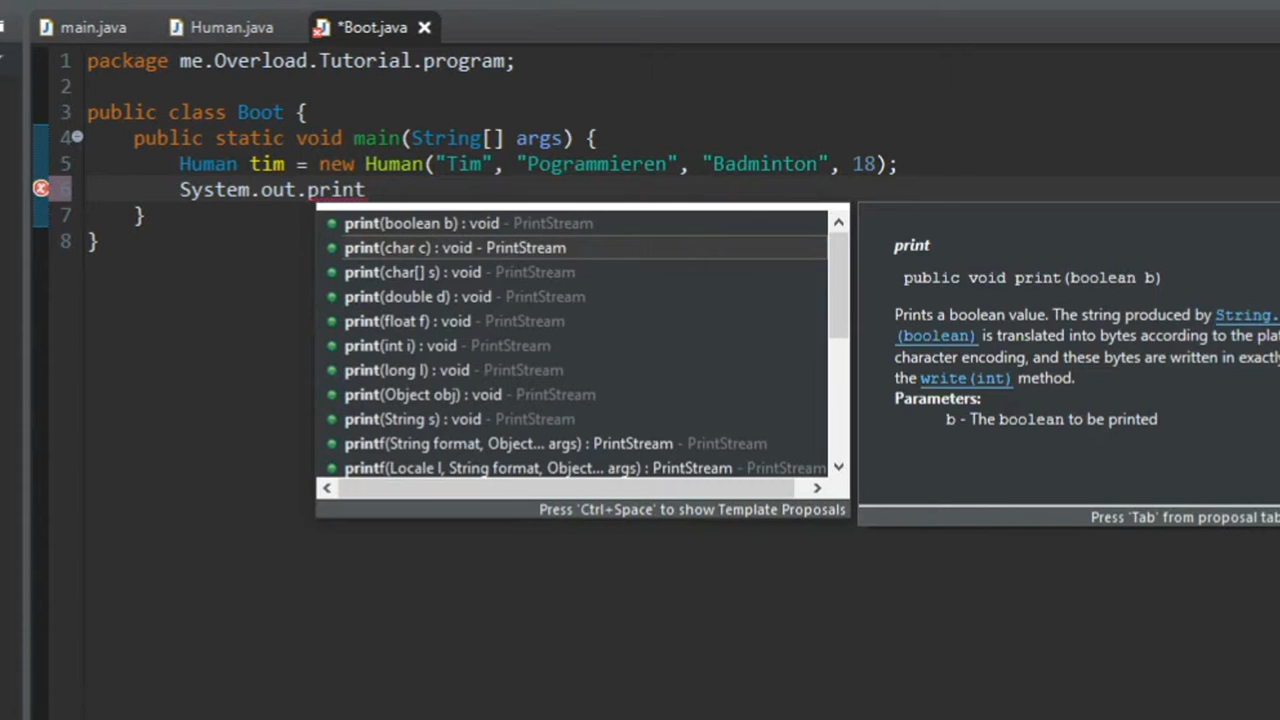 main.java Human.java *Boot.java
1 package me.Overload.Tutorial.program;
2
3 public class Boot {
4 public static void main(String[] args) {
5 Human tim = new Human("Tim", "Pogrammieren", "Badminton", 18);
6 System.out.print
7 }
8 }
print(boolean b) : void - PrintStream
print(char c) : void - PrintStream
print(char[] s) : void - PrintStream
print(double d) : void - PrintStream
print(float f) : void - PrintStream
print(int i) : void - PrintStream
print(long l) : void - PrintStream
print(Object obj) : void - PrintStream
print(String s) : void - PrintStream
printf(String format, Object... args) : PrintStream - PrintStream
printf(Locale l, String format, Object... args) : PrintStream - PrintStream
Press 'Ctrl+Space' to show Template Proposals
print
public void print(boolean b)
Prints a boolean value. The string produced by String.
(boolean) is translated into bytes according to the
character encoding, and these bytes are written in
the write(int) method.
Parameters:
b - The boolean to be printed
Press 'Tab' from proposal